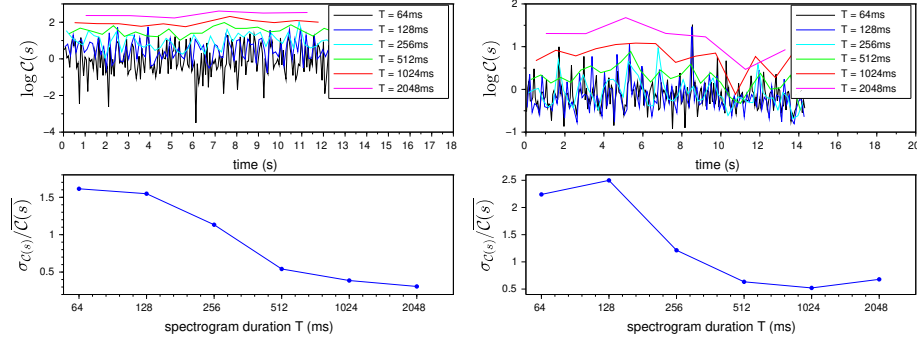 log C(s)
2
0
−2
−4
0 1 2 3 4 5 6 7 8 9 10 11 12 13 14 15 16 17 18
time (s)
T = 64ms
T = 128ms
T = 256ms
T = 512ms
T = 1024ms
T = 2048ms
log C(s)
2
1
0
−1
0 2 4 6 8 10 12 14 16 18 20
time (s)
T = 64ms
T = 128ms
T = 256ms
T = 512ms
T = 1024ms
T = 2048ms
σ_C(s)/C̅(̅s̅)̅
1.5
1
0.5
64 128 256 512 1024 2048
spectrogram duration T (ms)
σ_C(s)/C̅(̅s̅)̅
2.5
2
1.5
1
0.5
64 128 256 512 1024 2048
spectrogram duration T (ms)